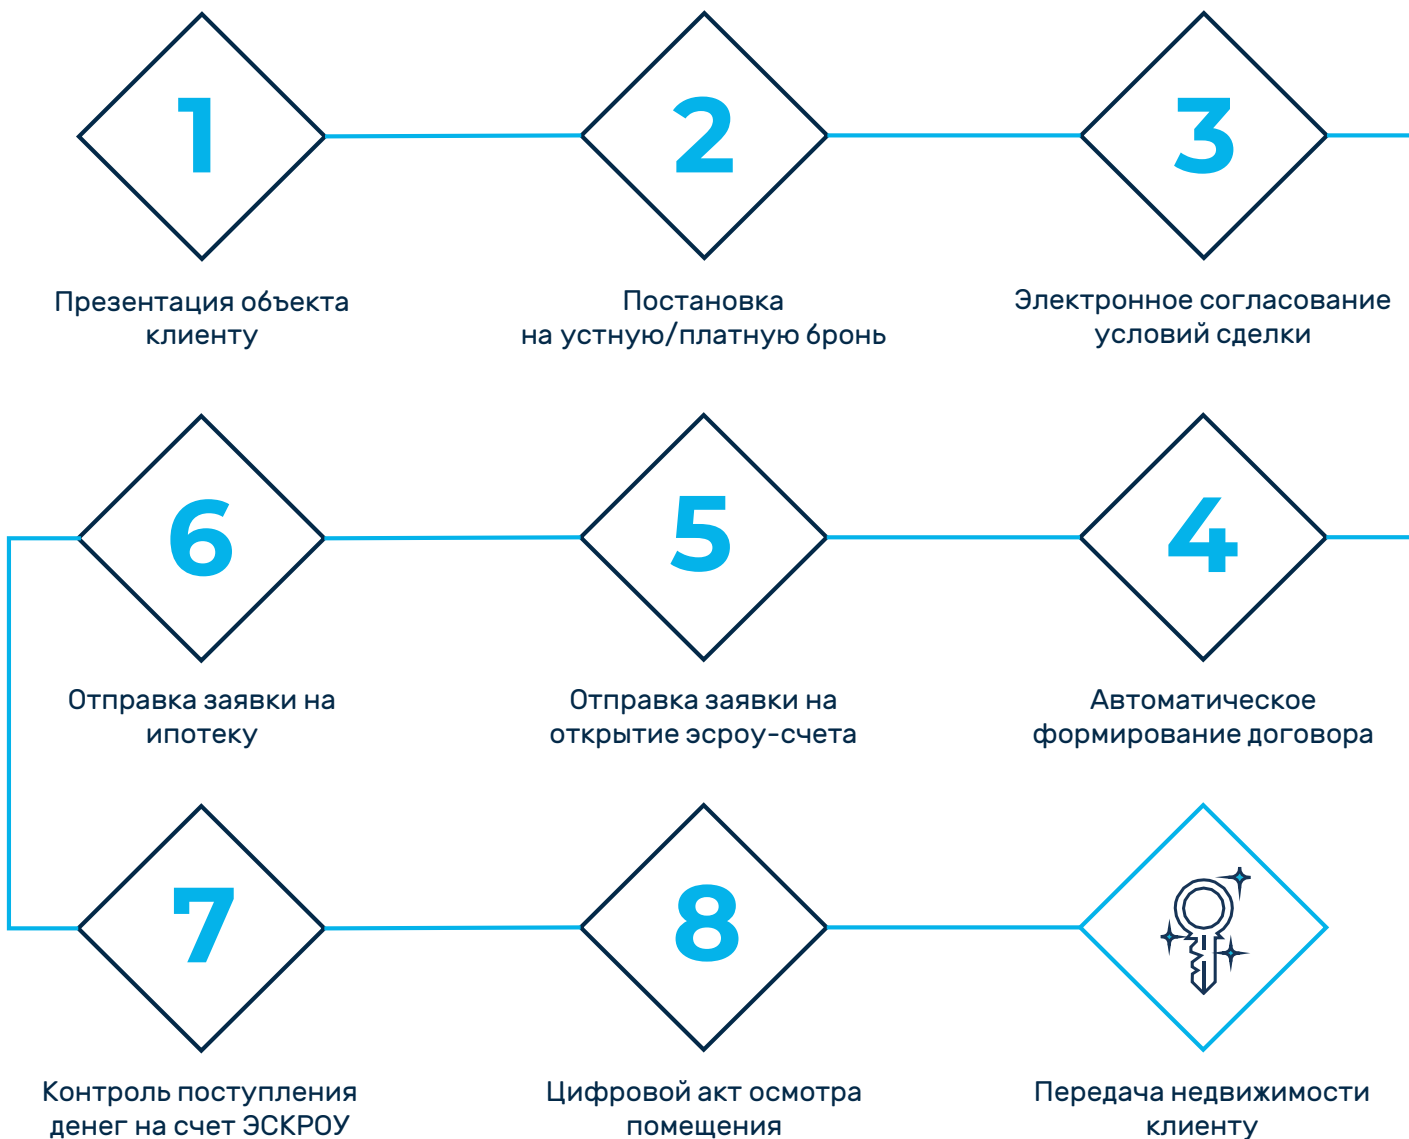 1
2
3
Презентация объекта
клиенту
Постановка
на устную/платную бронь
Электронное согласование
условий сделки
6
5
4
Отправка заявки на
ипотеку
Отправка заявки на
открытие эсроу-счета
Автоматическое
формирование договора
7
8
Контроль поступления
денег на счет ЭСКРОУ
Цифровой акт осмотра
помещения
Передача недвижимости
клиенту